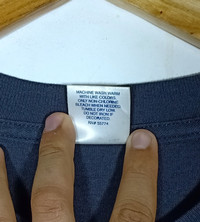 MACHINE WASH WARM
WITH LIKE COLORS.
ONLY NON-CHLORINE
BLEACH WHEN NEEDED.
TUMBLE DRY LOW.
DO NOT IRON IF
DECORATED.